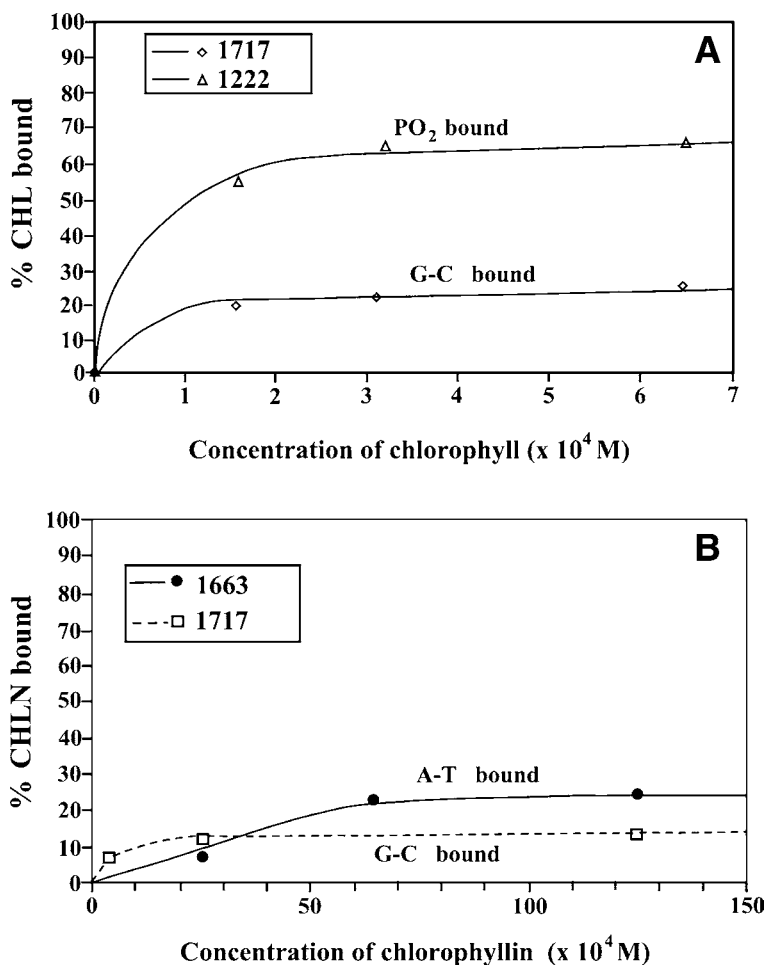 A
1717
1222
100
90
80
70
60
50
40
30
20
10
0
% CHL bound
PO2 bound
G-C bound
0 1 2 3 4 5 6 7
Concentration of chlorophyll (x 10^4 M)
B
1663
1717
100
90
80
70
60
50
40
30
20
10
0
% CHLN bound
A-T bound
G-C bound
0 50 100 150
Concentration of chlorophyllin (x 10^4 M)